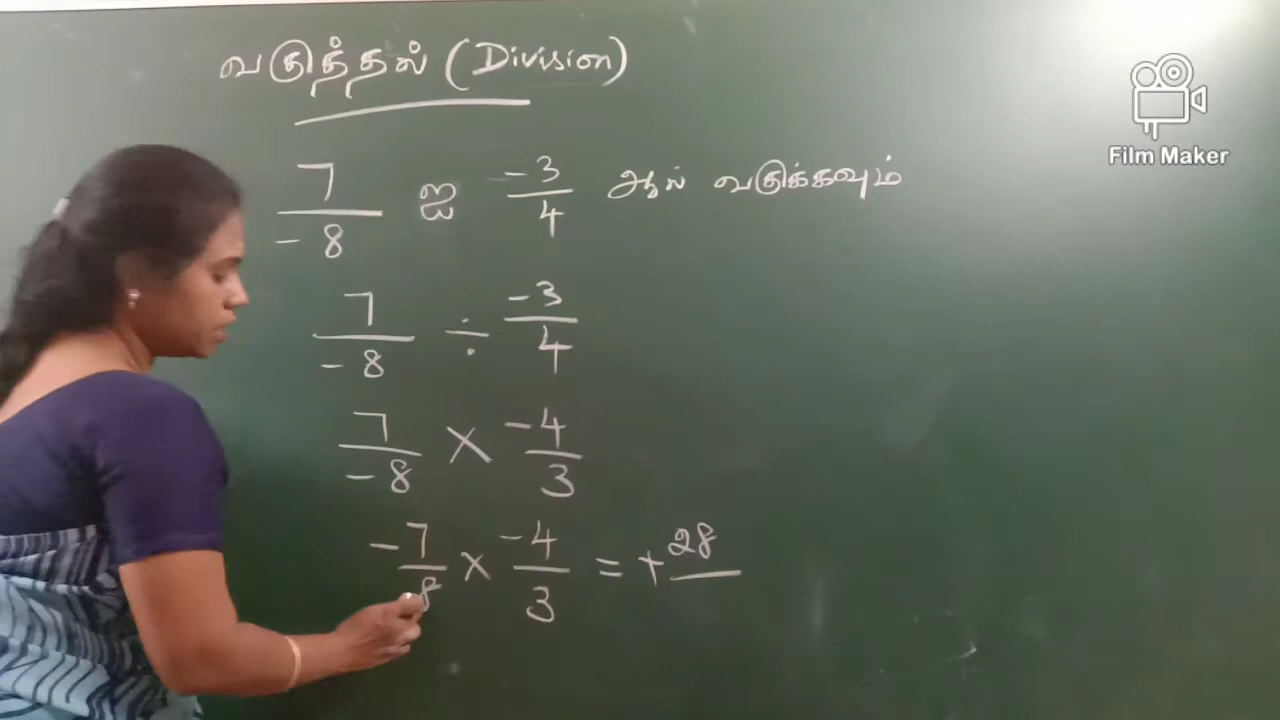 வகுத்தல் (Division)
Film Maker
7/-8 ஐ -3/4 ஆல் வகுக்கவும்
7/-8 ÷ -3/4
7/-8 × -4/3
-7/8 × -4/3 = +28/